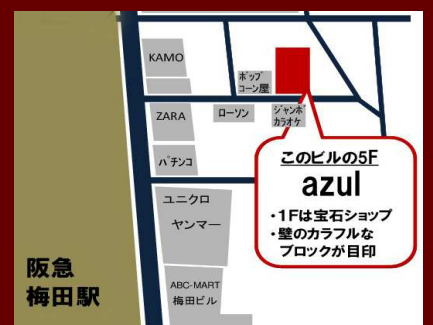 KAMO
ポップ
コーン屋
ZARA
ローソン
ジャンボ
カラオケ
パチンコ
このビルの5F
azul
・1Fは宝石ショップ
・壁のカラフルな
ブロックが目印
ユニクロ
ヤンマー
阪急
梅田駅
ABC-MART
梅田ビル